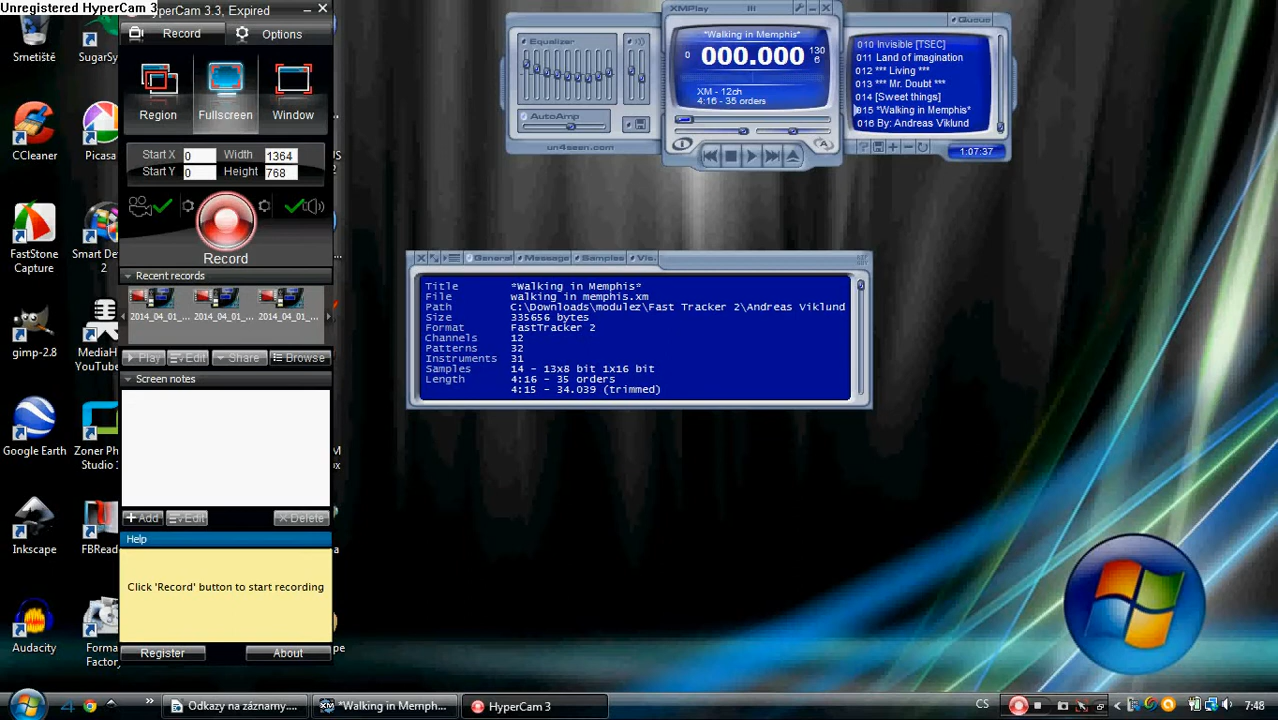 Unregistered HyperCam 3
HyperCam 3.3, Expired
Record
Options
Region
Fullscreen
Window
Start X 0 Width 1364
Start Y 0 Height 768
Record
Recent records
2014_04_01_... 2014_04_01_... 2014_04_01_...
Play Edit Share Browse
Screen notes
Add Edit Delete
Help
Click 'Record' button to start recording
Register About
Smetiště
SugarSy
CCleaner
Picasa
FastStone Capture
Smart De 2
gimp-2.8
MediaH YouTube
Google Earth
Zoner Ph Studio
Inkscape
FBRead
Audacity
Forma Factory
Equalizer
AutoAmp
un4seen.com
XMPlay
*Walking in Memphis*
0 000.000 130
6
XM - 12ch
4:16 - 35 orders
Queue
010 Invisible [TSEC]
011 Land of imagination
012 *** Living ***
013 *** Mr. Doubt ***
014 [Sweet things]
015 *Walking in Memphis*
016 By: Andreas Viklund
1:07:37
General Message Samples Vis.
Title *Walking in Memphis*
File walking in memphis.xm
Path C:\Downloads\modulez\Fast Tracker 2\Andreas Viklund
Size 335656 bytes
Format FastTracker 2
Channels 12
Patterns 32
Instruments 31
Samples 14 - 13x8 bit 1x16 bit
Length 4:16 - 35 orders
4:15 - 34.039 (trimmed)
Odkazy na záznamy....
*Walking in Memph...
HyperCam 3
CS
7:48